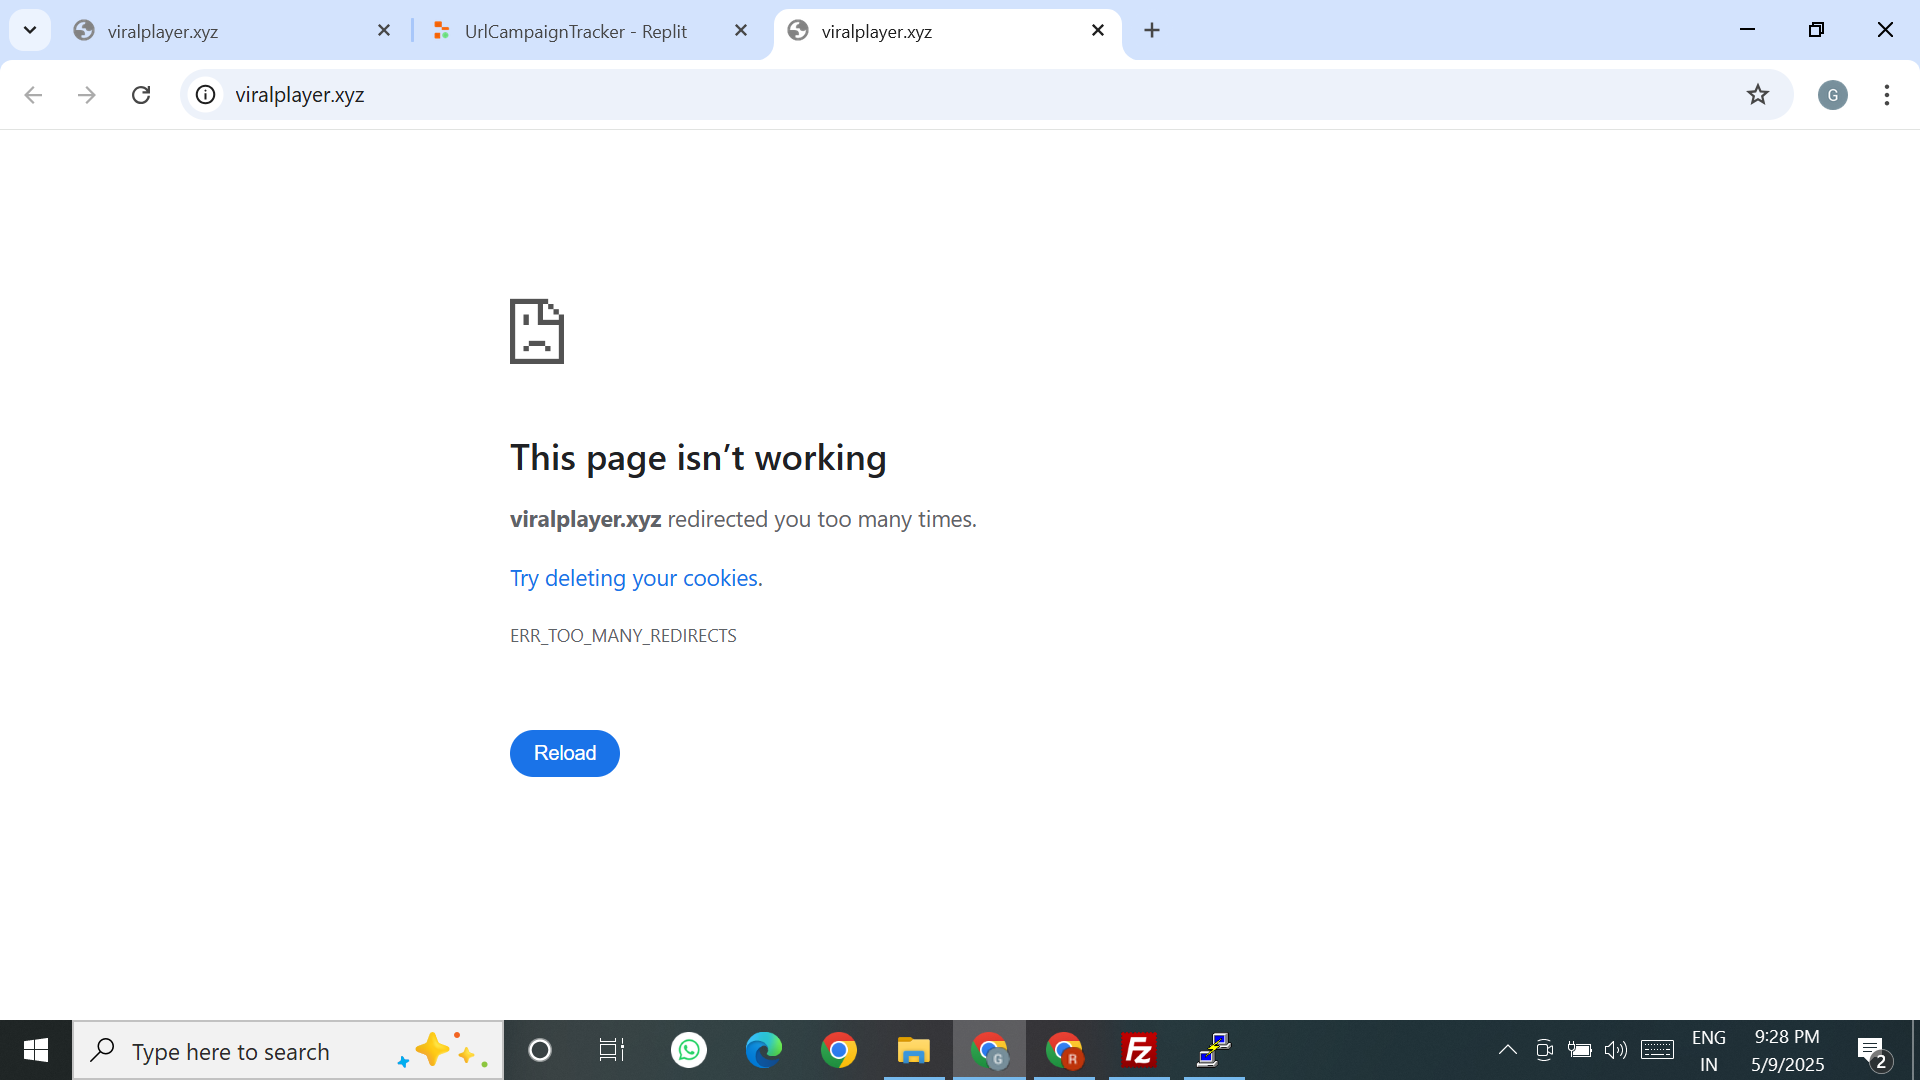 viralplayer.xyz
UrlCampaignTracker - Replit
viralplayer.xyz
viralplayer.xyz
G
This page isn’t working
viralplayer.xyz redirected you too many times.
Try deleting your cookies.
ERR_TOO_MANY_REDIRECTS
Reload
Type here to search
G
R
Fz
ENG
IN
9:28 PM
5/9/2025
2